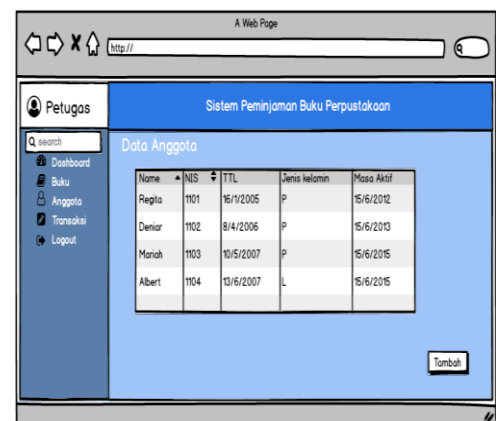 A Web Page
http://
Petugas
Sistem Peminjaman Buku Perpustakaan
search
Dashboard
Buku
Anggota
Transaksi
Logout
Data Anggota
Name NIS TTL Jenis kelamin Masa Aktif
Regita 1101 16/1/2005 P 15/6/2012
Deniar 1102 8/4/2006 P 15/6/2013
Mariah 1103 10/5/2007 P 15/6/2015
Albert 1104 13/6/2007 L 15/6/2015
Tambah